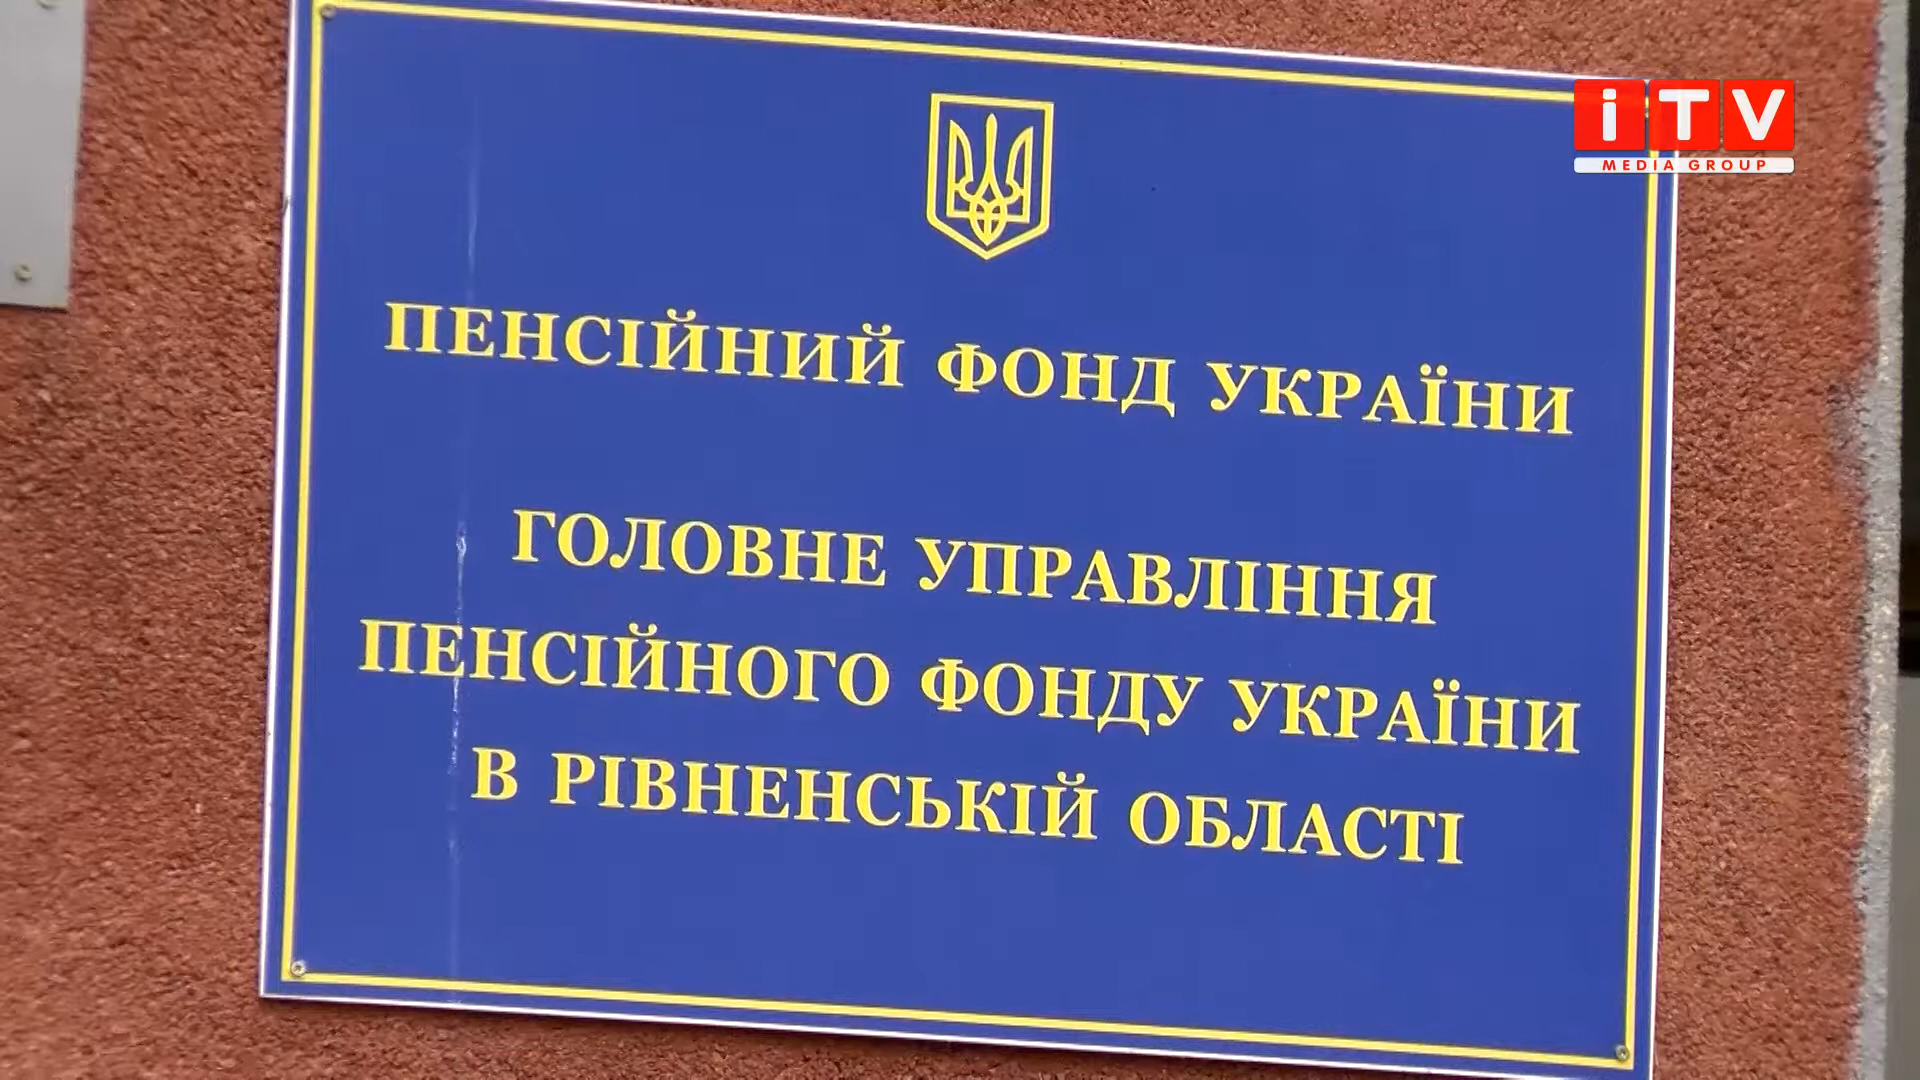 iTV
MEDIA GROUP
ПЕНСІЙНИЙ ФОНД УКРАЇНИ
ГОЛОВНЕ УПРАВЛІННЯ
ПЕНСІЙНОГО ФОНДУ УКРАЇНИ
В РІВНЕНСЬКІЙ ОБЛАСТІ